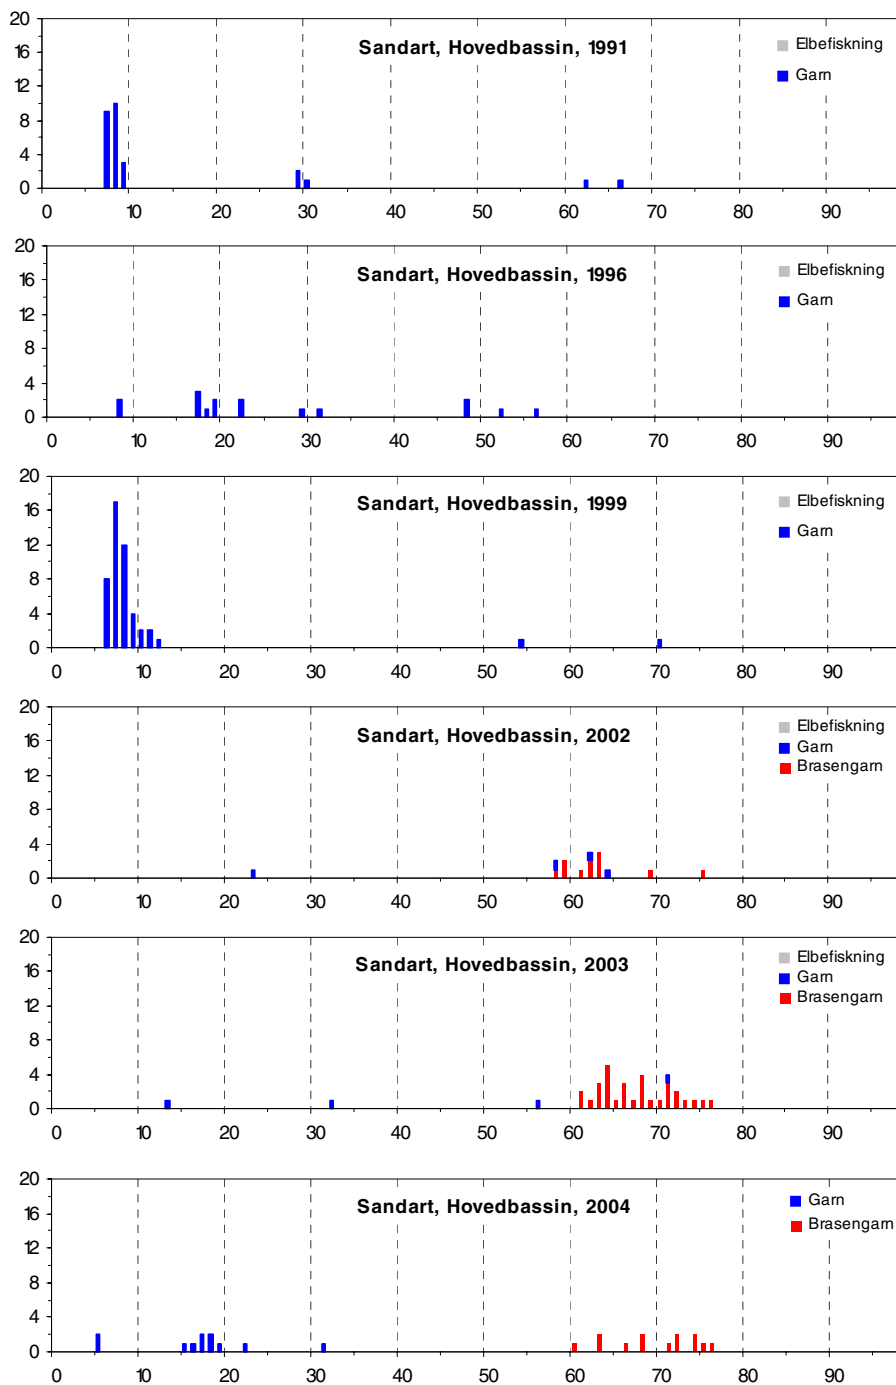 Sandart, Hovedbassin, 1991
Elbefiskning
Garn
20
16
12
8
4
0
0 10 20 30 40 50 60 70 80 90
Sandart, Hovedbassin, 1996
Elbefiskning
Garn
20
16
12
8
4
0
0 10 20 30 40 50 60 70 80 90
Sandart, Hovedbassin, 1999
Elbefiskning
Garn
20
16
12
8
4
0
0 10 20 30 40 50 60 70 80 90
Sandart, Hovedbassin, 2002
Elbefiskning
Garn
Brasengarn
20
16
12
8
4
0
0 10 20 30 40 50 60 70 80 90
Sandart, Hovedbassin, 2003
Elbefiskning
Garn
Brasengarn
20
16
12
8
4
0
0 10 20 30 40 50 60 70 80 90
Sandart, Hovedbassin, 2004
Garn
Brasengarn
20
16
12
8
4
0
0 10 20 30 40 50 60 70 80 90